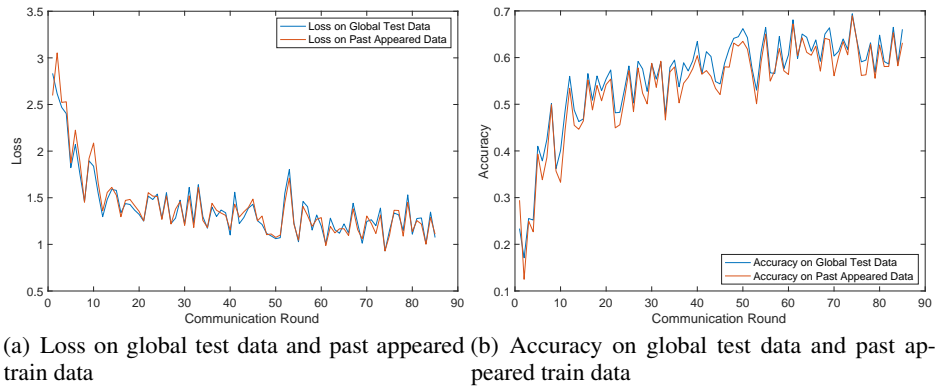 Loss on Global Test Data
Loss on Past Appeared Data
3.5
3
2.5
2
1.5
1
0.5
Loss
0 10 20 30 40 50 60 70 80 90
Communication Round
(a) Loss on global test data and past appeared
train data
0.7
0.6
0.5
0.4
0.3
0.2
0.1
Accuracy
Accuracy on Global Test Data
Accuracy on Past Appeared Data
0 10 20 30 40 50 60 70 80 90
Communication Round
(b) Accuracy on global test data and past ap-
peared train data